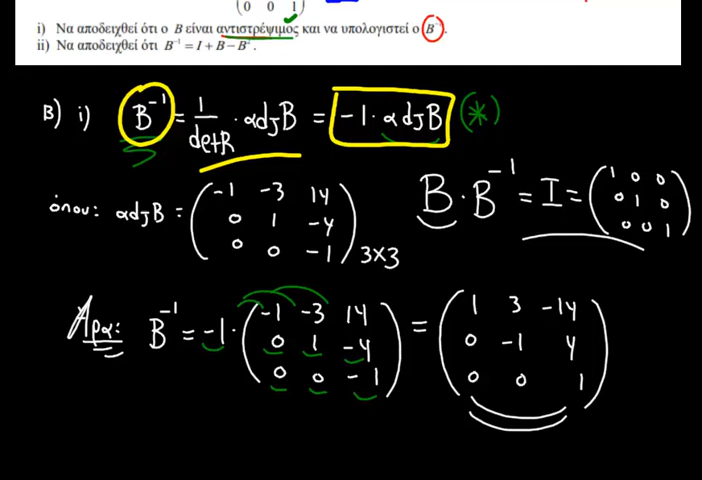 (0 0 1)
i) Να αποδειχθεί ότι ο B είναι αντιστρέψιμος και να υπολογιστεί ο B⁻¹.
ii) Να αποδειχθεί ότι B⁻¹ = I + B − B².
B) i) B⁻¹ = 1/detB · adjB = -1 · adjB (*)
όπου: adjB = (-1 -3 14
0 1 -4
0 0 -1) 3×3
B · B⁻¹ = I = (1 0 0
0 1 0
0 0 1)
Άρα: B⁻¹ = -1 · (-1 -3 14
0 1 -4
0 0 -1) = (1 3 -14
0 -1 4
0 0 1)